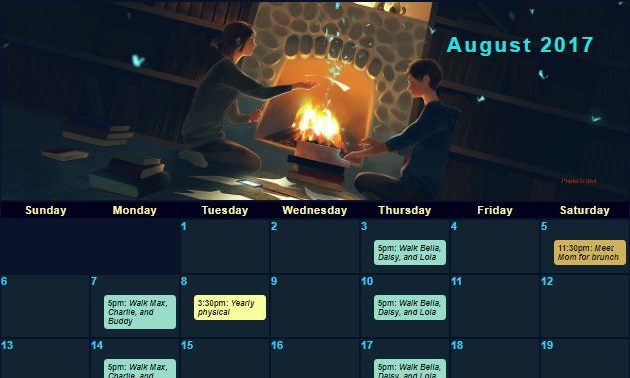 August 2017
Sunday Monday Tuesday Wednesday Thursday Friday Saturday
1 2 3 4 5
5pm: Walk Bella,
Daisy, and Lola
11:30pm: Meet
Mom for brunch
6 7 8 9 10 11 12
5pm: Walk Max,
Charlie, and
Buddy
3:30pm: Yearly
physical
5pm: Walk Bella,
Daisy, and Lola
13 14 15 16 17 18 19
5pm: Walk Max,
Charlie, and
5pm: Walk Bella,
Daisy, and Lola